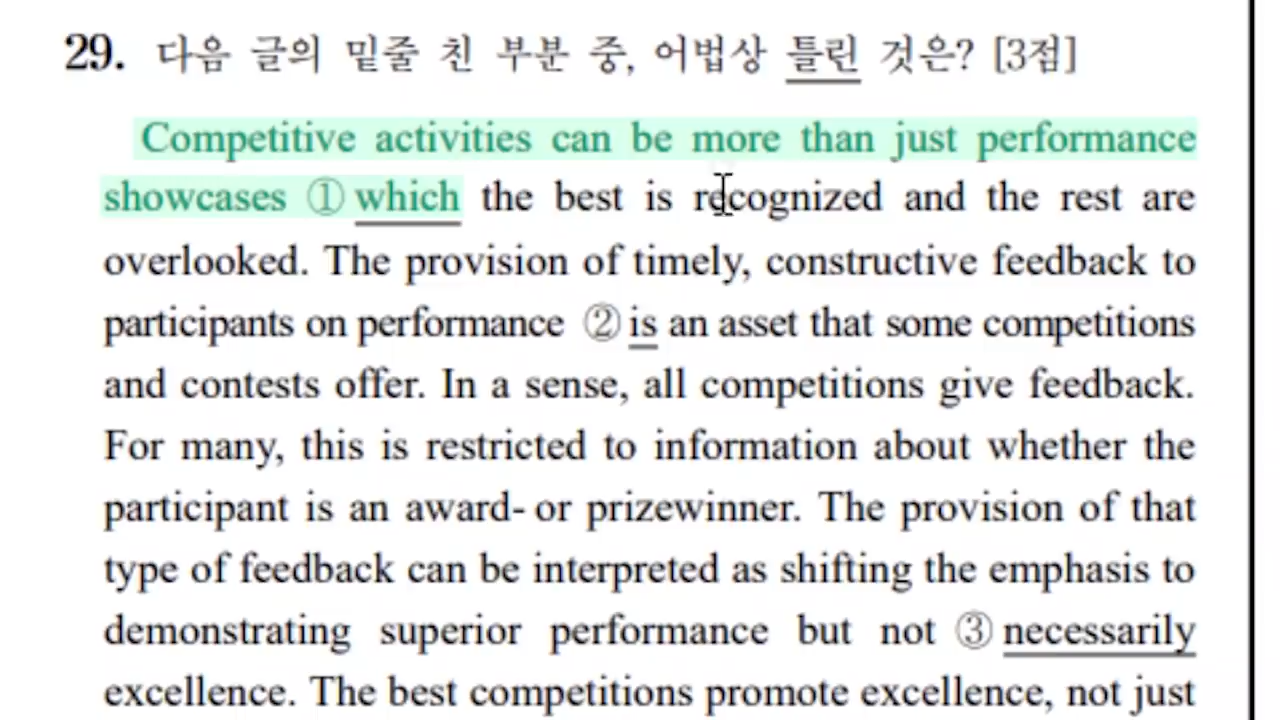 29. 다음 글의 밑줄 친 부분 중, 어법상 틀린 것은? [3점]
Competitive activities can be more than just performance
showcases ① which the best is recognized and the rest are
overlooked. The provision of timely, constructive feedback to
participants on performance ② is an asset that some competitions
and contests offer. In a sense, all competitions give feedback.
For many, this is restricted to information about whether the
participant is an award- or prizewinner. The provision of that
type of feedback can be interpreted as shifting the emphasis to
demonstrating superior performance but not ③ necessarily
excellence. The best competitions promote excellence, not just